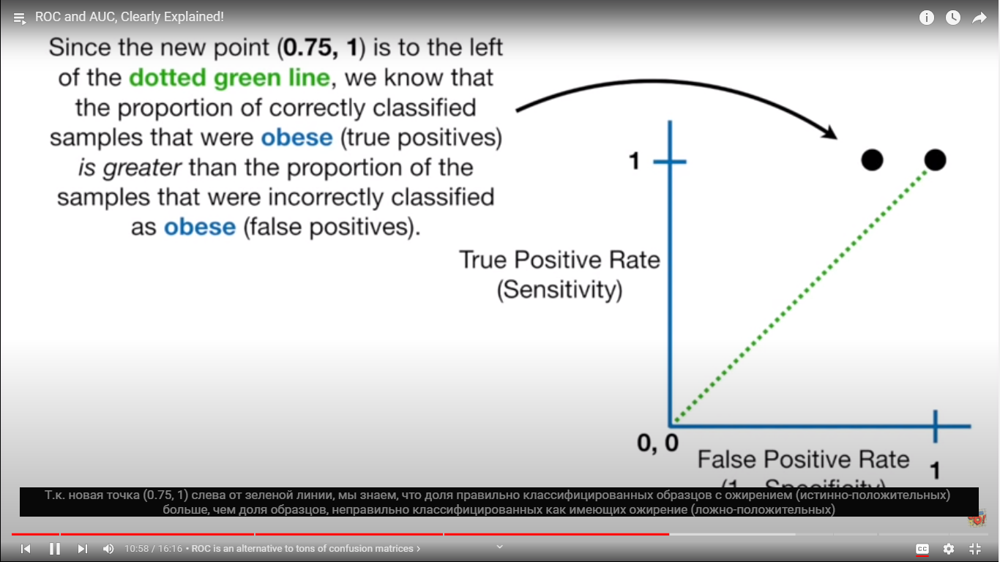 ROC and AUC, Clearly Explained!
Since the new point (0.75, 1) is to the left
of the dotted green line, we know that
the proportion of correctly classified
samples that were obese (true positives)
is greater than the proportion of the
samples that were incorrectly classified
as obese (false positives).
1
True Positive Rate
(Sensitivity)
0, 0
False Positive Rate
1
(1 - Specificity)
Т.к. новая точка (0.75, 1) слева от зеленой линии, мы знаем, что доля правильно классифицированных образцов с ожирением (истинно-положительных)
больше, чем доля образцов, неправильно классифицированных как имеющих ожирение (ложно-положительных)
10:58 / 16:16 • ROC is an alternative to tons of confusion matrices ›
CC